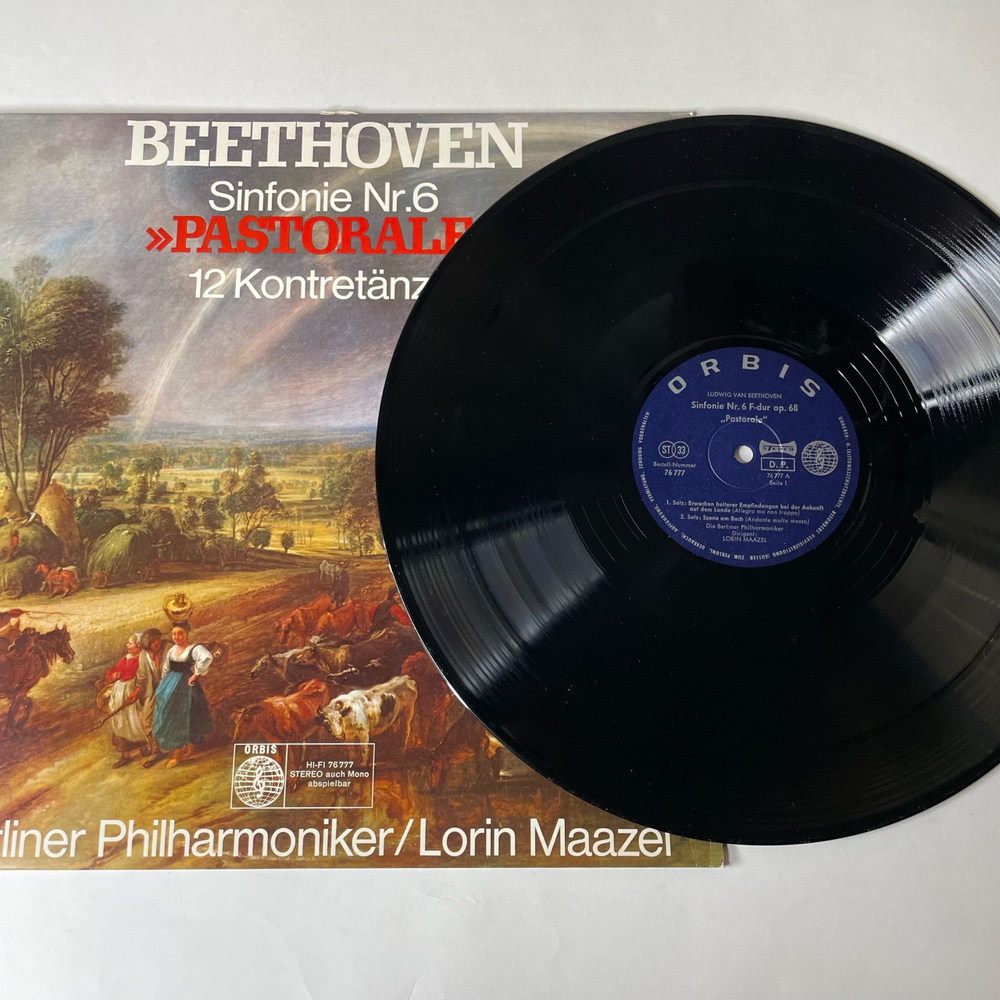 BEETHOVEN
Sinfonie Nr.6
»PASTORALE
12 Kontretänz
ORBIS
HI-FI 76777
STEREO auch Mono
abspielbar
rliner Philharmoniker/Lorin Maazel
ORBIS
LUDWIG VAN BEETHOVEN
Sinfonie Nr. 6 F-dur op. 68
„Pastorale"
ST 33
Bestell-Nummer
76 777
stereo
D. P.
76 777 A
Seite 1
1. Satz: Erwachen heiterer Empfindungen bei der Ankunft
auf dem Lande (Allegro ma non troppo)
2. Satz: Szene am Bach (Andante molto mosso)
Die Berliner Philharmoniker
Dirigent:
LORIN MAAZEL